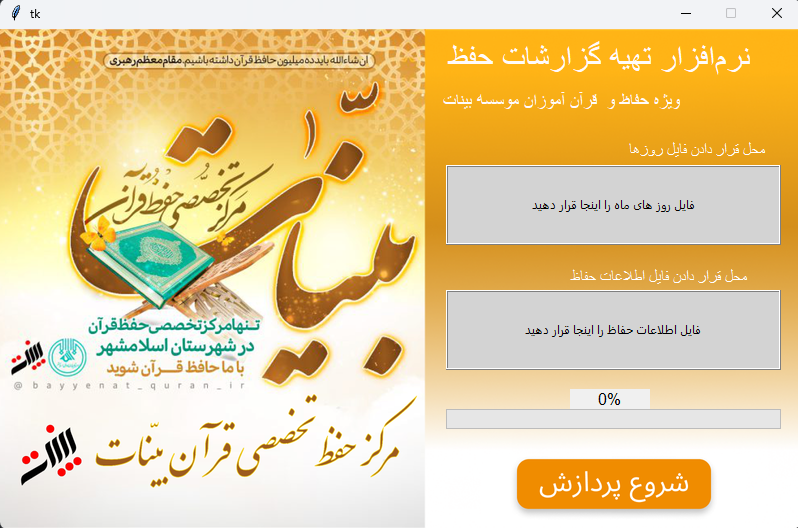 tk
ان شاءالله باید ده میلیون حافظ قرآن داشته باشیم. مقام معظم رهبری
بینّات
مرکز تخصصی حفظ قرآن
تنها مرکز تخصصی حفظ قرآن
در شهرستان اسلامشهر
با ما حافظ قرآن شوید
@bayyenat_quran_ir
مرکز حفظ تخصصی قرآن بیّنات
نرم‌افزار تهیه گزارشات حفظ
ویژه حفاظ و قرآن آموزان موسسه بینات
محل قرار دادن فایل روزها
فایل روز های ماه را اینجا قرار دهید
محل قرار دادن فایل اطلاعات حفاظ
فایل اطلاعات حفاظ را اینجا قرار دهید
0%
شروع پردازش